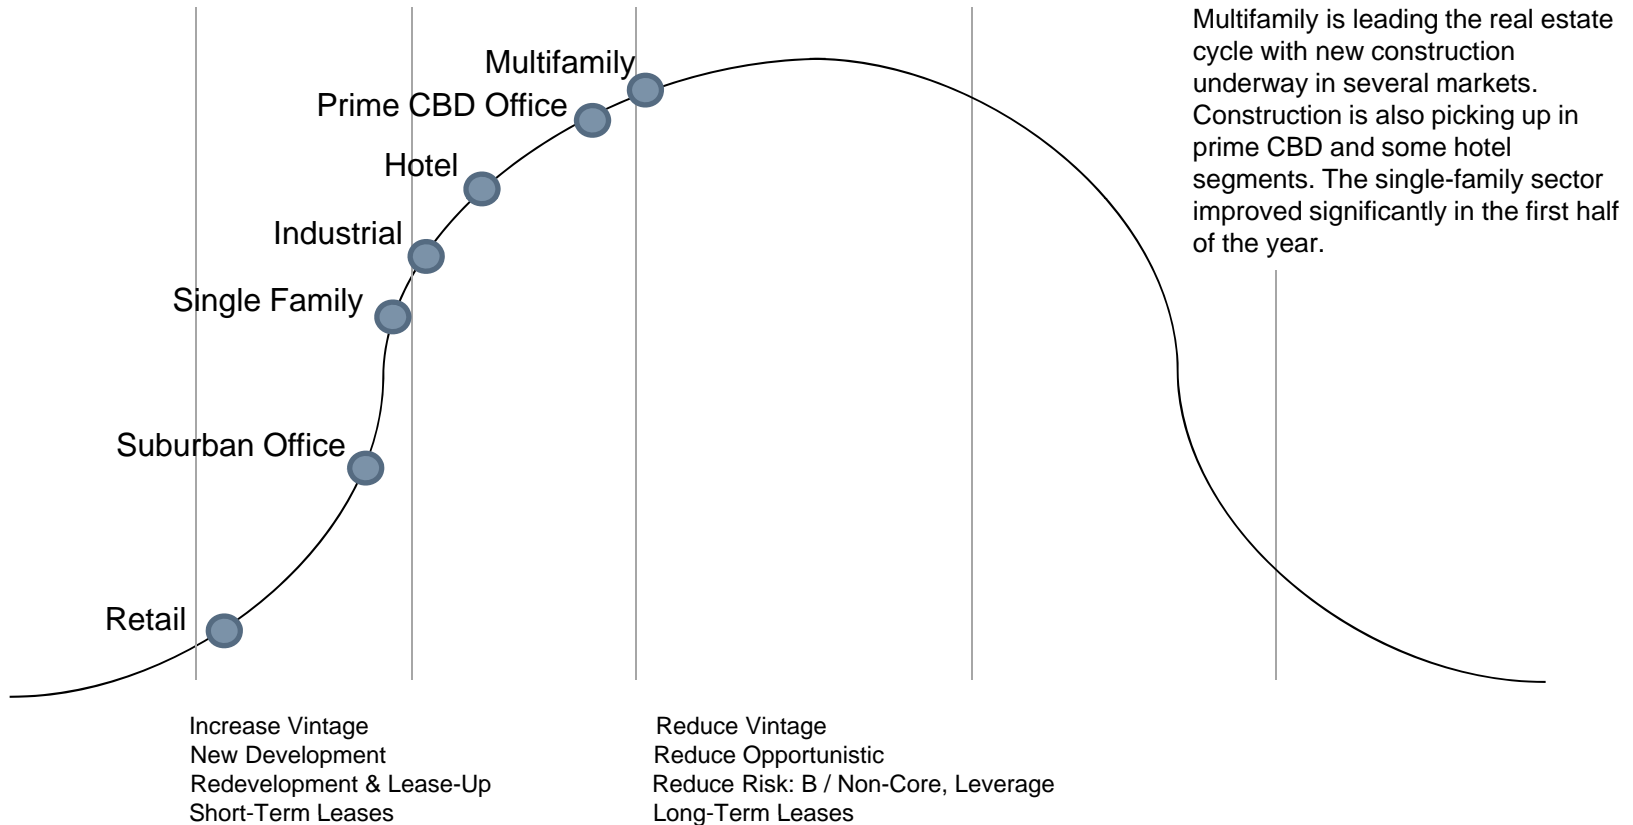 Multifamily is leading the real estate
cycle with new construction
underway in several markets.
Construction is also picking up in
prime CBD and some hotel
segments. The single-family sector
improved significantly in the first half
of the year.
Multifamily
Prime CBD Office
Hotel
Industrial
Single Family
Suburban Office
Retail
Increase Vintage
New Development
Redevelopment & Lease-Up
Short-Term Leases
Reduce Vintage
Reduce Opportunistic
Reduce Risk: B / Non-Core, Leverage
Long-Term Leases